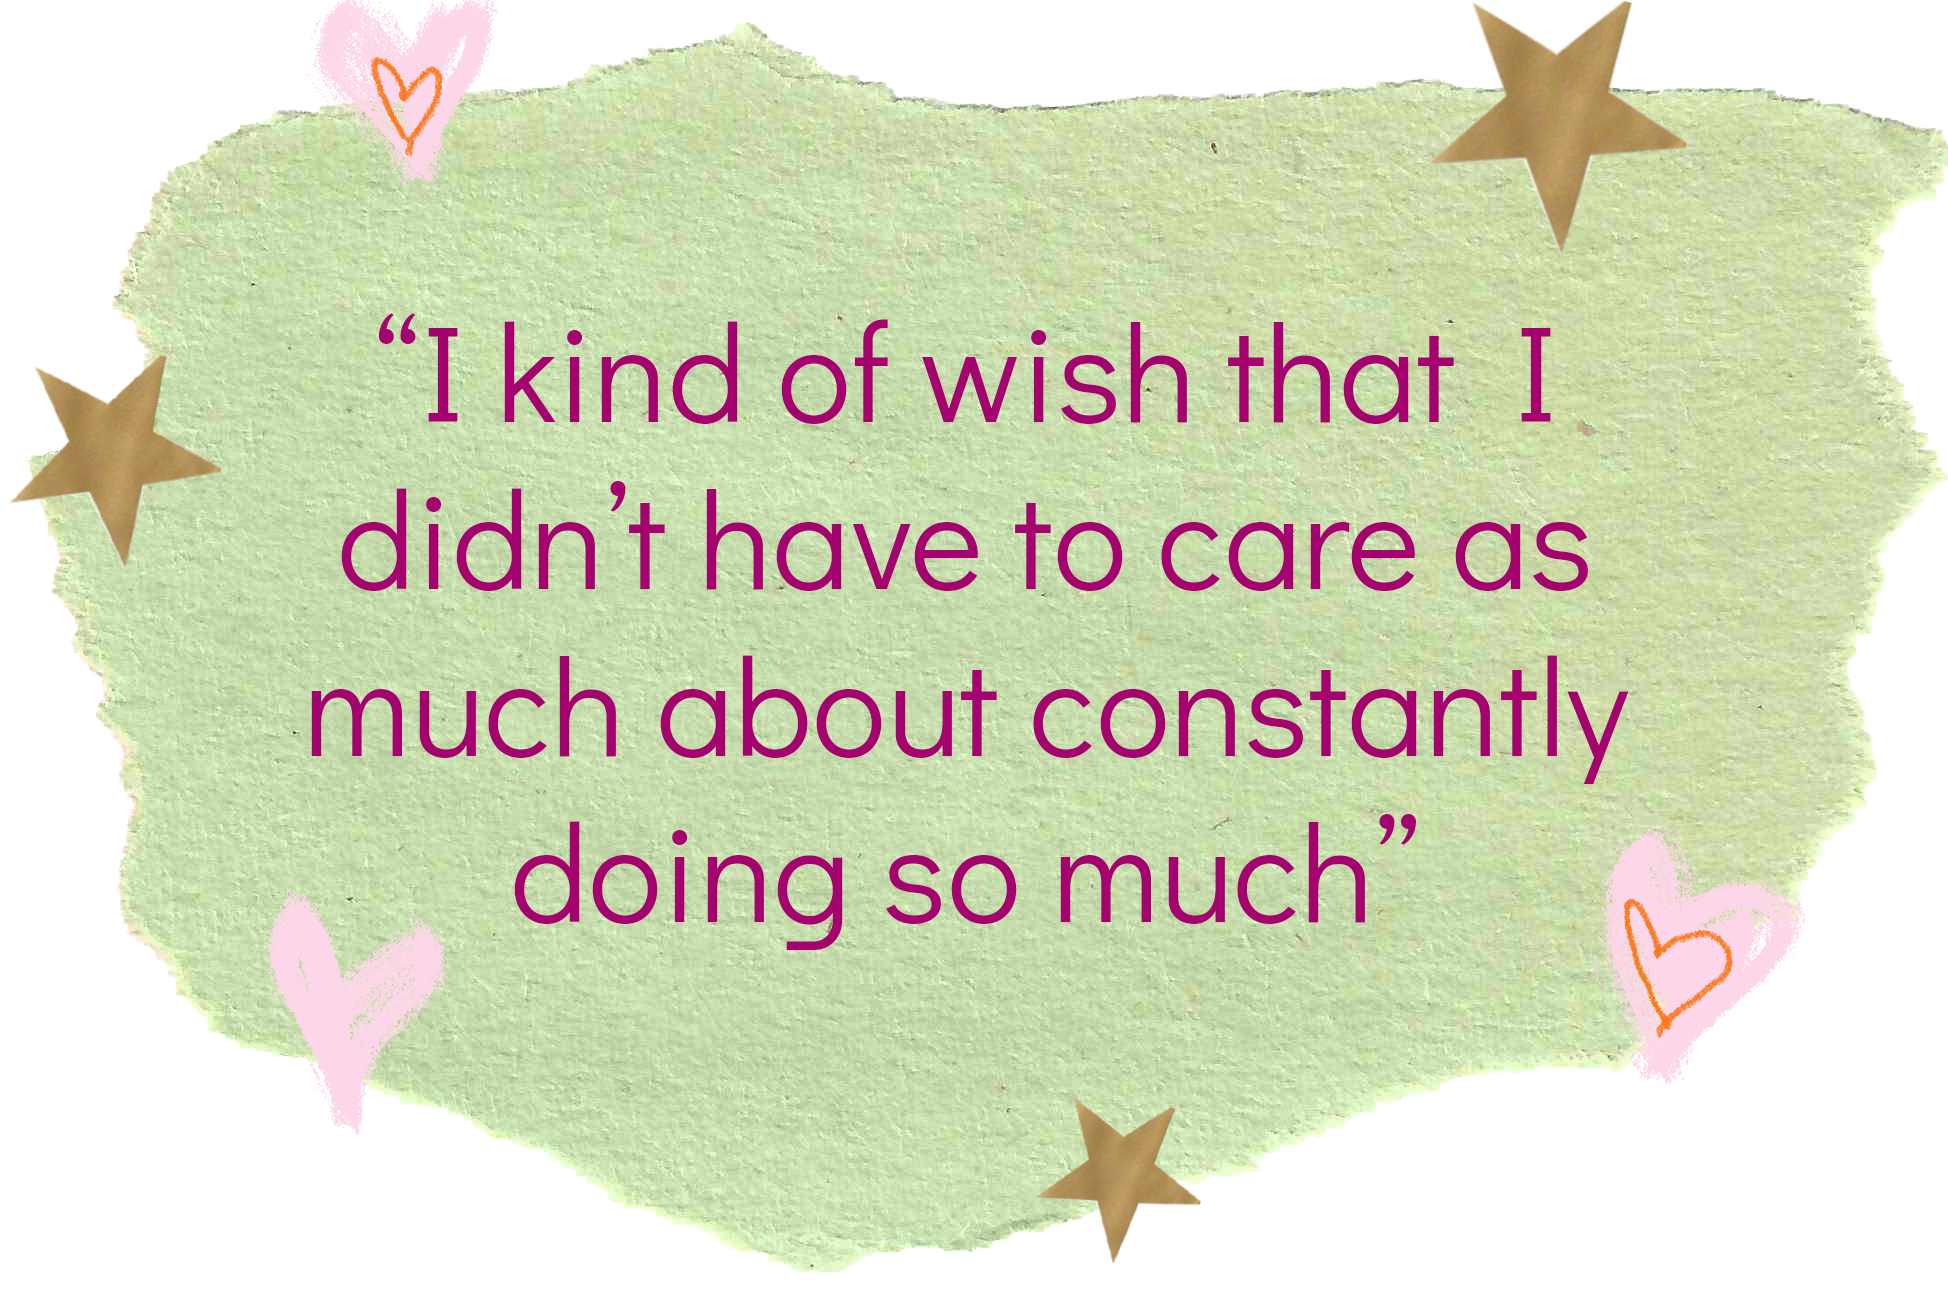 “I kind of wish that  I
didn’t have to care as
much about constantly
doing so much”